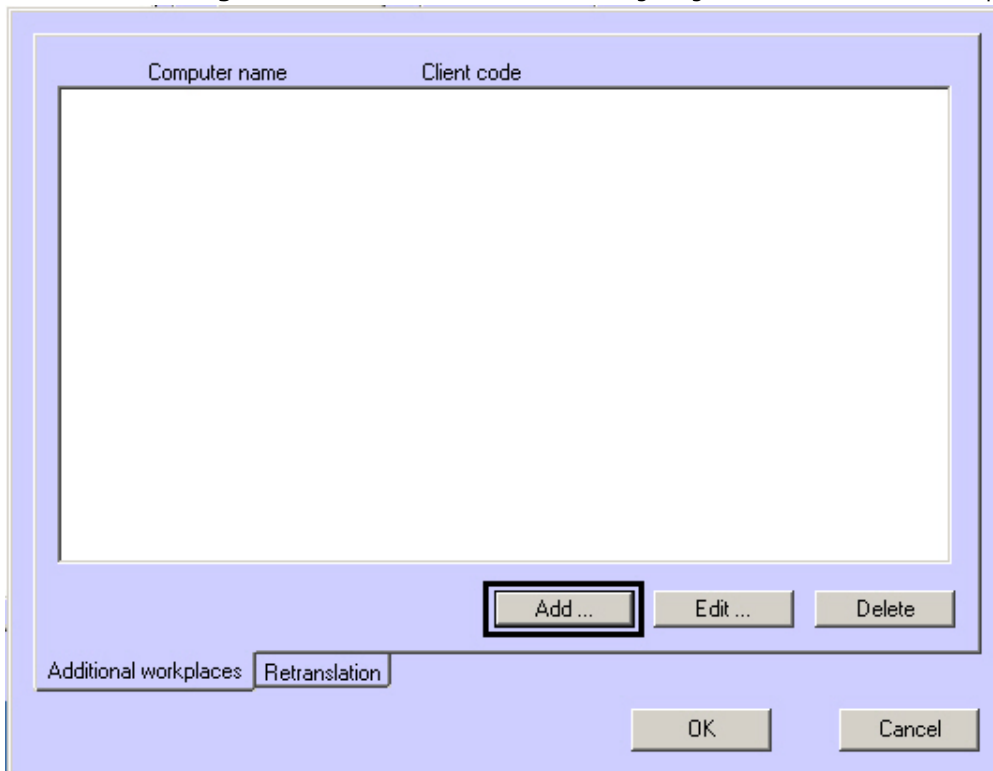 Computer name Client code
Add ... Edit ... Delete
Additional workplaces Retranslation
OK Cancel